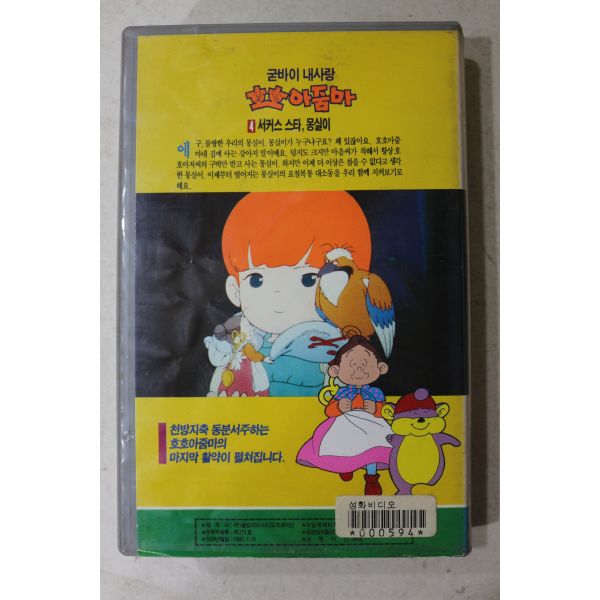 굳바이 내사랑
호호 아줌마
4 서커스 스타, 몽실이
에구, 불쌍한 우리의 몽실이. 몽실이가 누구냐구요? 왜 있잖아요. 호호아줌
마네 집에 사는 강아지 말이예요. 덩치도 크지만 마음씨가 착해서 항상 호
호아저씨의 구박만 받고 사는 몽실이. 하지만 이제 더 이상은 참을 수 없다고 생각
한 몽실이. 이제부터 벌어지는 몽실이의 요절복통 대소동을 우리 함께 지켜보기로
해요.
천방지축 동분서주하는
호호아줌마의
마지막 활약이 펼쳐집니다.
성화비디오
*000594*